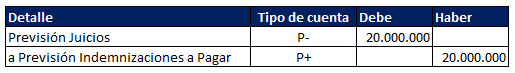 Detalle Tipo de cuenta Debe Haber
Previsión Juicios P- 20.000.000
a Previsión Indemnizaciones a Pagar P+ 20.000.000